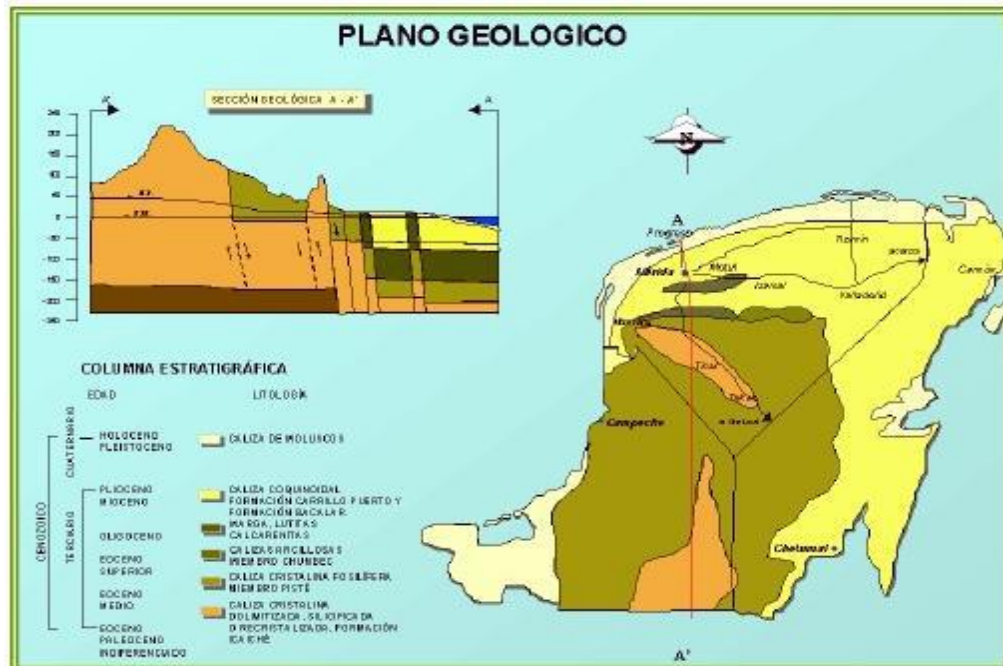 PLANO GEOLOGICO
SECCIÓN GEOLÓGICA A - A'
A' A
N
A
Progreso
Mérida
Motul
Tizimín
Izamal
Valladolid
Cancún
Ticul
Campeche
Chetumal
A'
COLUMNA ESTRATIGRÁFICA
EDAD LITOLOGÍA
CENOZOICO
CUATERNARIO
TERCIARIO
HOLOCENO
PLEISTOCENO
CALIZA DE MOLUSCOS
PLIOCENO
MIOCENO
CALIZA COQUINOIDAL
FORMACIÓN CARRILLO PUERTO Y
FORMACIÓN BACALAR.
OLIGOCENO
MARGA, LUTITAS
CALCARENITAS
EOCENO
SUPERIOR
CALIZAS ARCILLOSAS
MIEMBRO CHUMBEC
EOCENO
MEDIO
CALIZA CRISTALINA FOSILÍFERA
MIEMBRO PISTÉ
EOCENO
PALEOCENO
INDIFERENCIADO
CALIZA CRISTALINA
DOLMITIZADA, SILICIFICADA
O RECRISTALIZADA, FORMACIÓN
ICAICHÉ